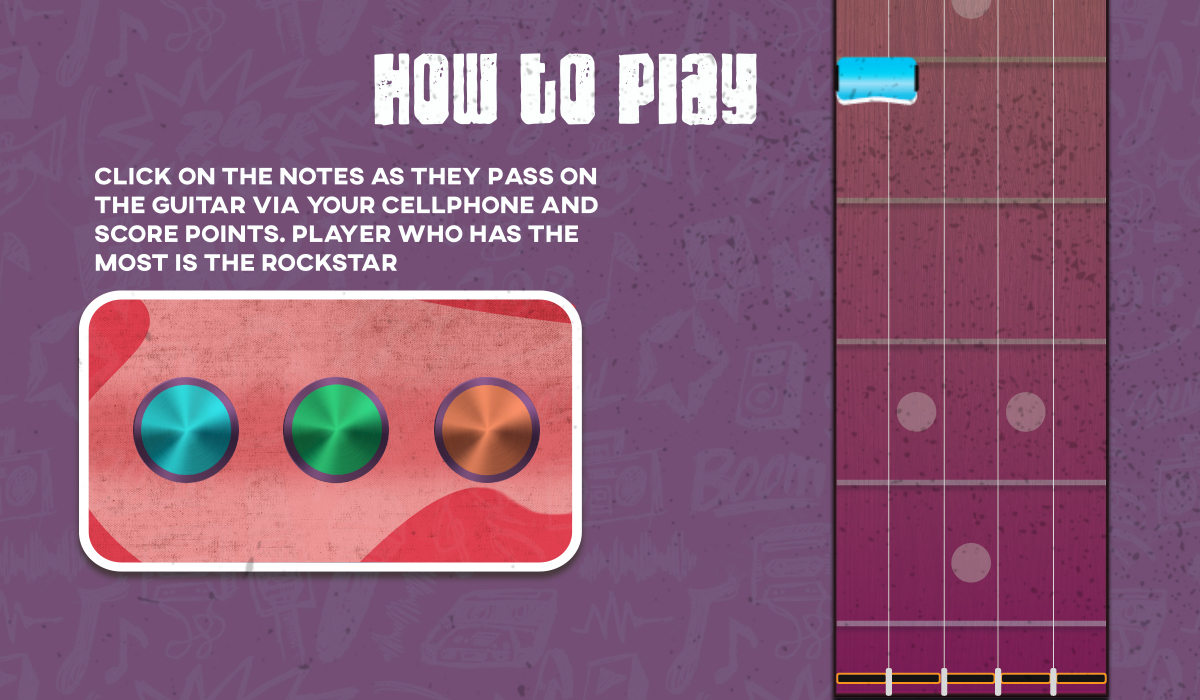 How to Play
CLICK ON THE NOTES AS THEY PASS ON
THE GUITAR VIA YOUR CELLPHONE AND
SCORE POINTS. PLAYER WHO HAS THE
MOST IS THE ROCKSTAR
BOOM